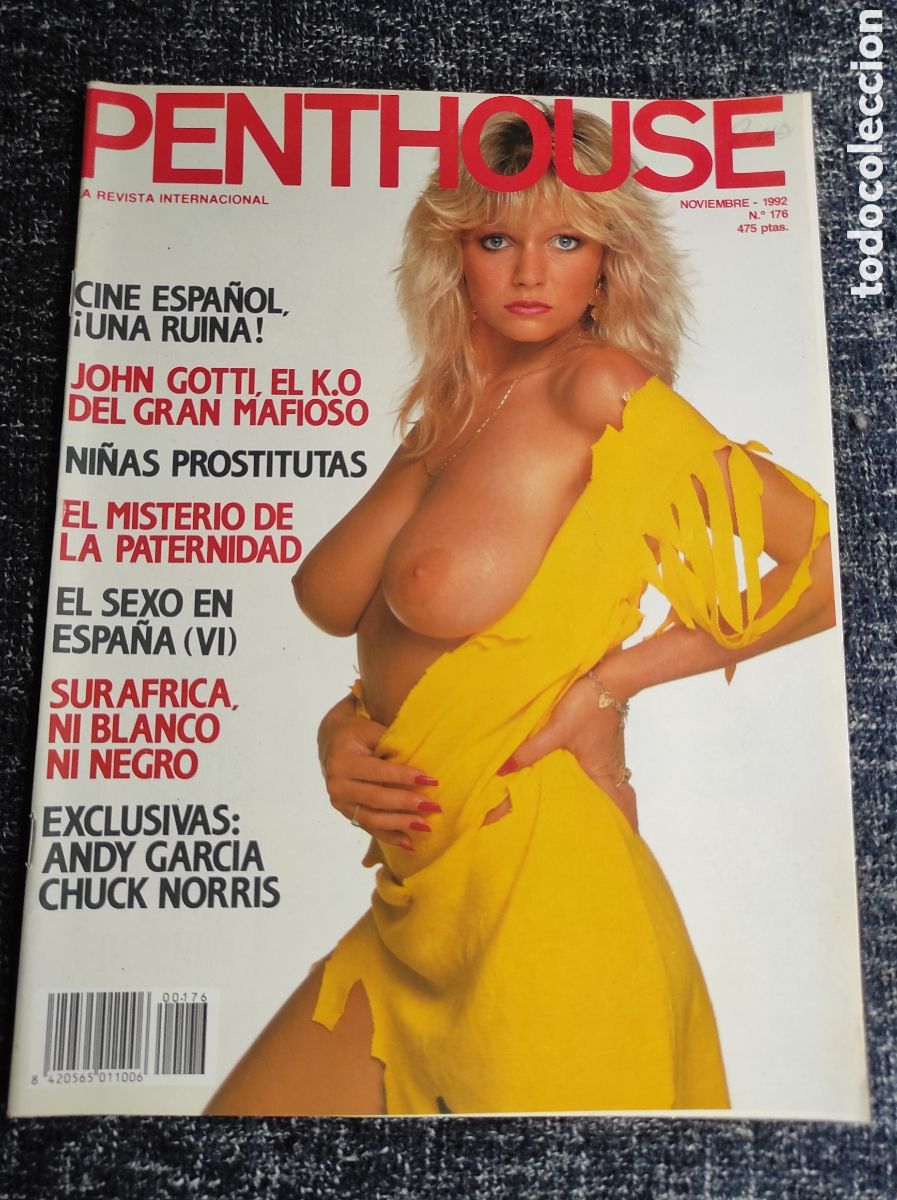 PENTHOUSE
A REVISTA INTERNACIONAL
NOVIEMBRE - 1992
N.º 176
475 ptas.
CINE ESPAÑOL,
¡UNA RUINA!
JOHN GOTTI, EL K.O
DEL GRAN MAFIOSO
NIÑAS PROSTITUTAS
EL MISTERIO DE
LA PATERNIDAD
EL SEXO EN
ESPAÑA (VI)
SURAFRICA,
NI BLANCO
NI NEGRO
EXCLUSIVAS:
ANDY GARCIA
CHUCK NORRIS
00176
8 420565 011006
todocoleccion